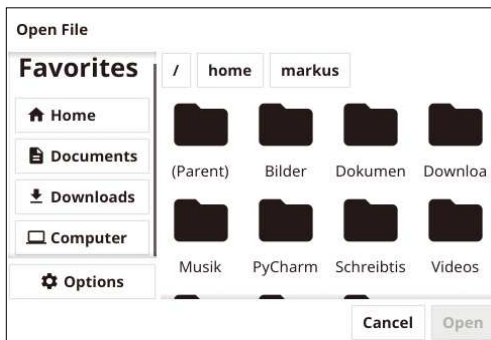 Open File
Favorites
Home
Documents
Downloads
Computer
Options
/ home markus
(Parent) Bilder Dokumen Downloa
Musik PyCharm Schreibtis Videos
Cancel Open